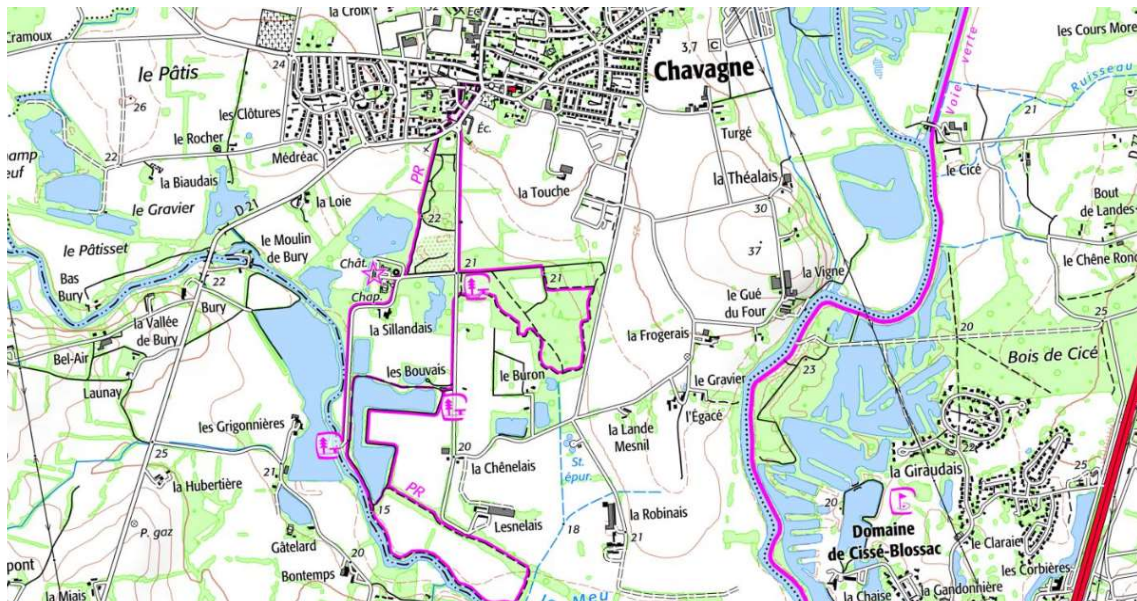 la Croix
Éc.
3,7
C
les Cours More
Cramoux
le Pâtis
24
Chavagne
Voie verte
Ruisseau
21
26
les Clôtures
le Rocher
Éc.
Turgé
22
Médréac
PR
le Cicé
D 77
la Biaudais
la Touche
la Théalais
Bout
de Landes
le Gravier
D 21
la Loie
22
30
le Pâtisset
le Moulin
de Bury
37
le Chêne Rond
Chât.
21
21
Bas
Bury
22
Chap.
la Vigne
Bury
le Gué
du Four
25
la Vallée
de Bury
la Sillandais
la Frogerais
20
Bel-Air
Bois de Cicé
les Bouvais
le Buron
23
Launay
le Gravier
l'Egacé
les Grigonnières
la Lande
Mesnil
20
22
25
la Chênelais
St.
épur.
la Giraudais
25
21
la Hubertière
PR
20
15
Domaine
de Cissé-Blossac
P. gaz
Lesnelais
18
la Robinais
le Claraie
Gâtelard
21
les Corbières
pont
20
Bontemps
la Gandonnière
la Miais
le Meu
la Chaise